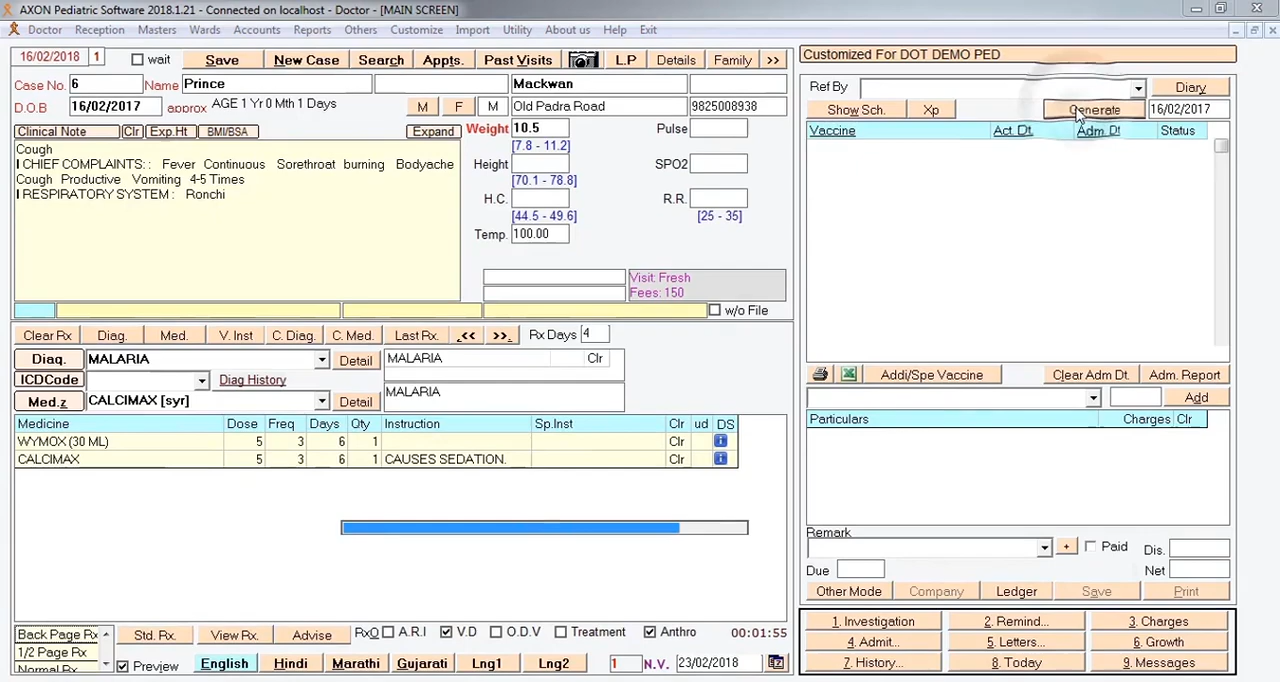 AXON Pediatric Software 2018.1.21 - Connected on localhost - Doctor - [MAIN SCREEN]
Doctor Reception Masters Wards Accounts Reports Others Customize Import Utility About us Help Exit
16/02/2018 1 wait Save New Case Search Appts. Past Visits L.P Details Family >>
Case No. 6 Name Prince Mackwan
D.O.B 16/02/2017 approx AGE 1 Yr 0 Mth 1 Days M F M Old Padra Road 9825008938
Clinical Note Clr Exp.Ht BMI/BSA Expand
Cough
CHIEF COMPLAINTS: : Fever Continuous Sorethroat burning Bodyache
Cough Productive Vomiting 4-5 Times
RESPIRATORY SYSTEM : Ronchi
Weight 10.5 Pulse
[7.8 - 11.2]
Height SPO2
[70.1 - 78.8]
H.C. R.R.
[44.5 - 49.6] [25 - 35]
Temp. 100.00
Visit: Fresh
Fees: 150
w/o File
Clear Rx Diag. Med. V. Inst C. Diag. C. Med. Last Rx. << >>. Rx Days 4
Diag. MALARIA Detail MALARIA Clr
ICDCode Diag History
MALARIA
Med.z CALCIMAX [syr] Detail
Medicine Dose Freq Days Qty Instruction Sp.Inst Clr ud DS
WYMOX (30 ML) 5 3 6 1 Clr
CALCIMAX 5 3 6 1 CAUSES SEDATION. Clr
Back Page Rx
1/2 Page Rx
Normal Rx
Std. Rx. View Rx. Advise RxO A.R.I V.D O.D.V Treatment Anthro 00:01:55
Preview English Hindi Marathi Gujarati Lng1 Lng2 1 N.V. 23/02/2018
Customized For DOT DEMO PED
Ref By Diary
Show Sch. Xp Generate 16/02/2017
Vaccine Act Dt. Adm. Dt Status
Addi/Spe Vaccine Clear Adm Dt. Adm. Report
Add
Particulars Charges Clr
Remark
+ Paid Dis.
Due Net
Other Mode Company Ledger Save Print
1. Investigation 2. Remind... 3. Charges
4. Admit... 5. Letters... 6. Growth
7. History... 8. Today 9. Messages